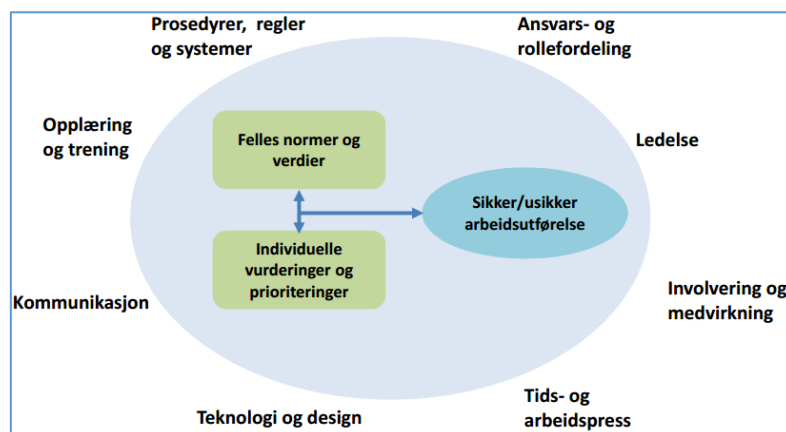 Prosedyrer, regler
og systemer
Ansvars- og
rollefordeling
Opplæring
og trening
Felles normer og
verdier
Ledelse
Sikker/usikker
arbeidsutførelse
Individuelle
vurderinger og
prioriteringer
Kommunikasjon
Involvering og
medvirkning
Teknologi og design
Tids- og
arbeidspress